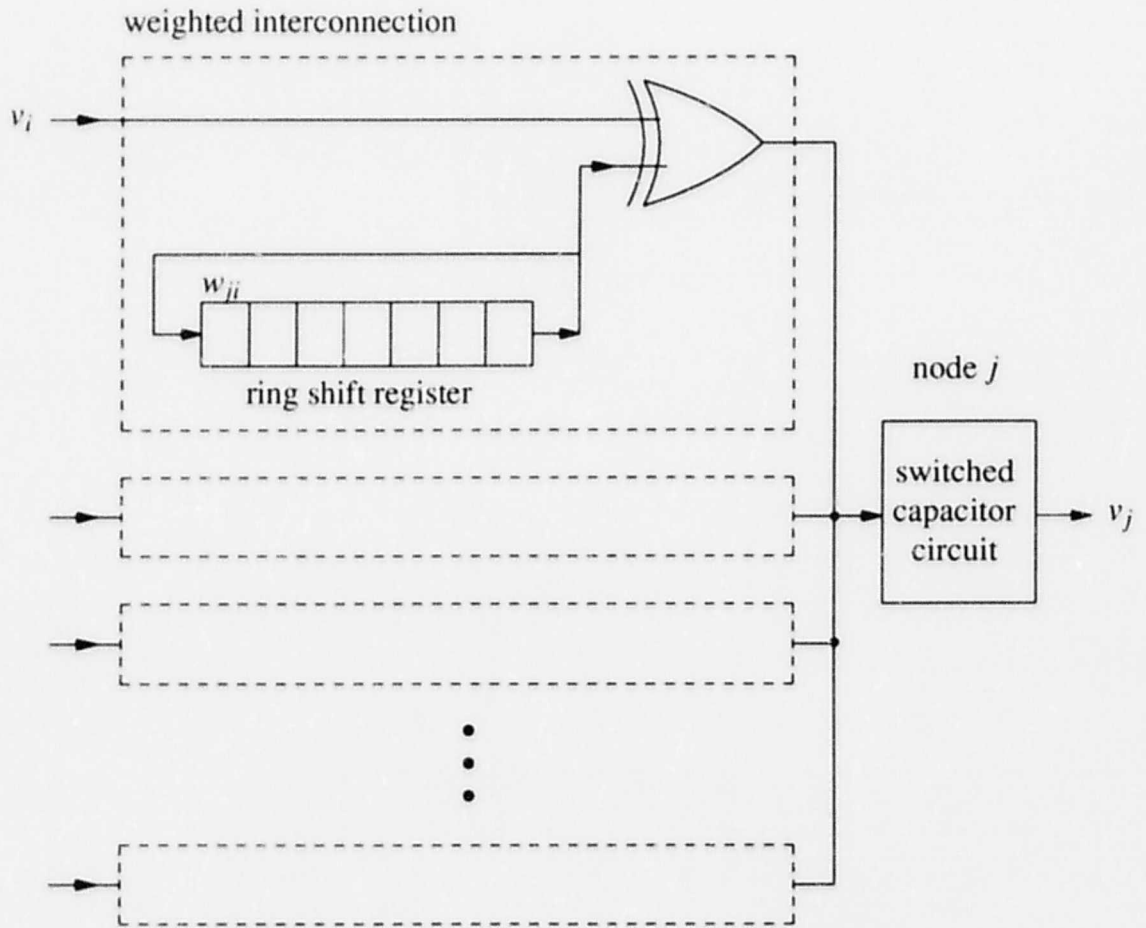 weighted interconnection
v_i
w_ji
ring shift register
node j
switched
capacitor
circuit
v_j